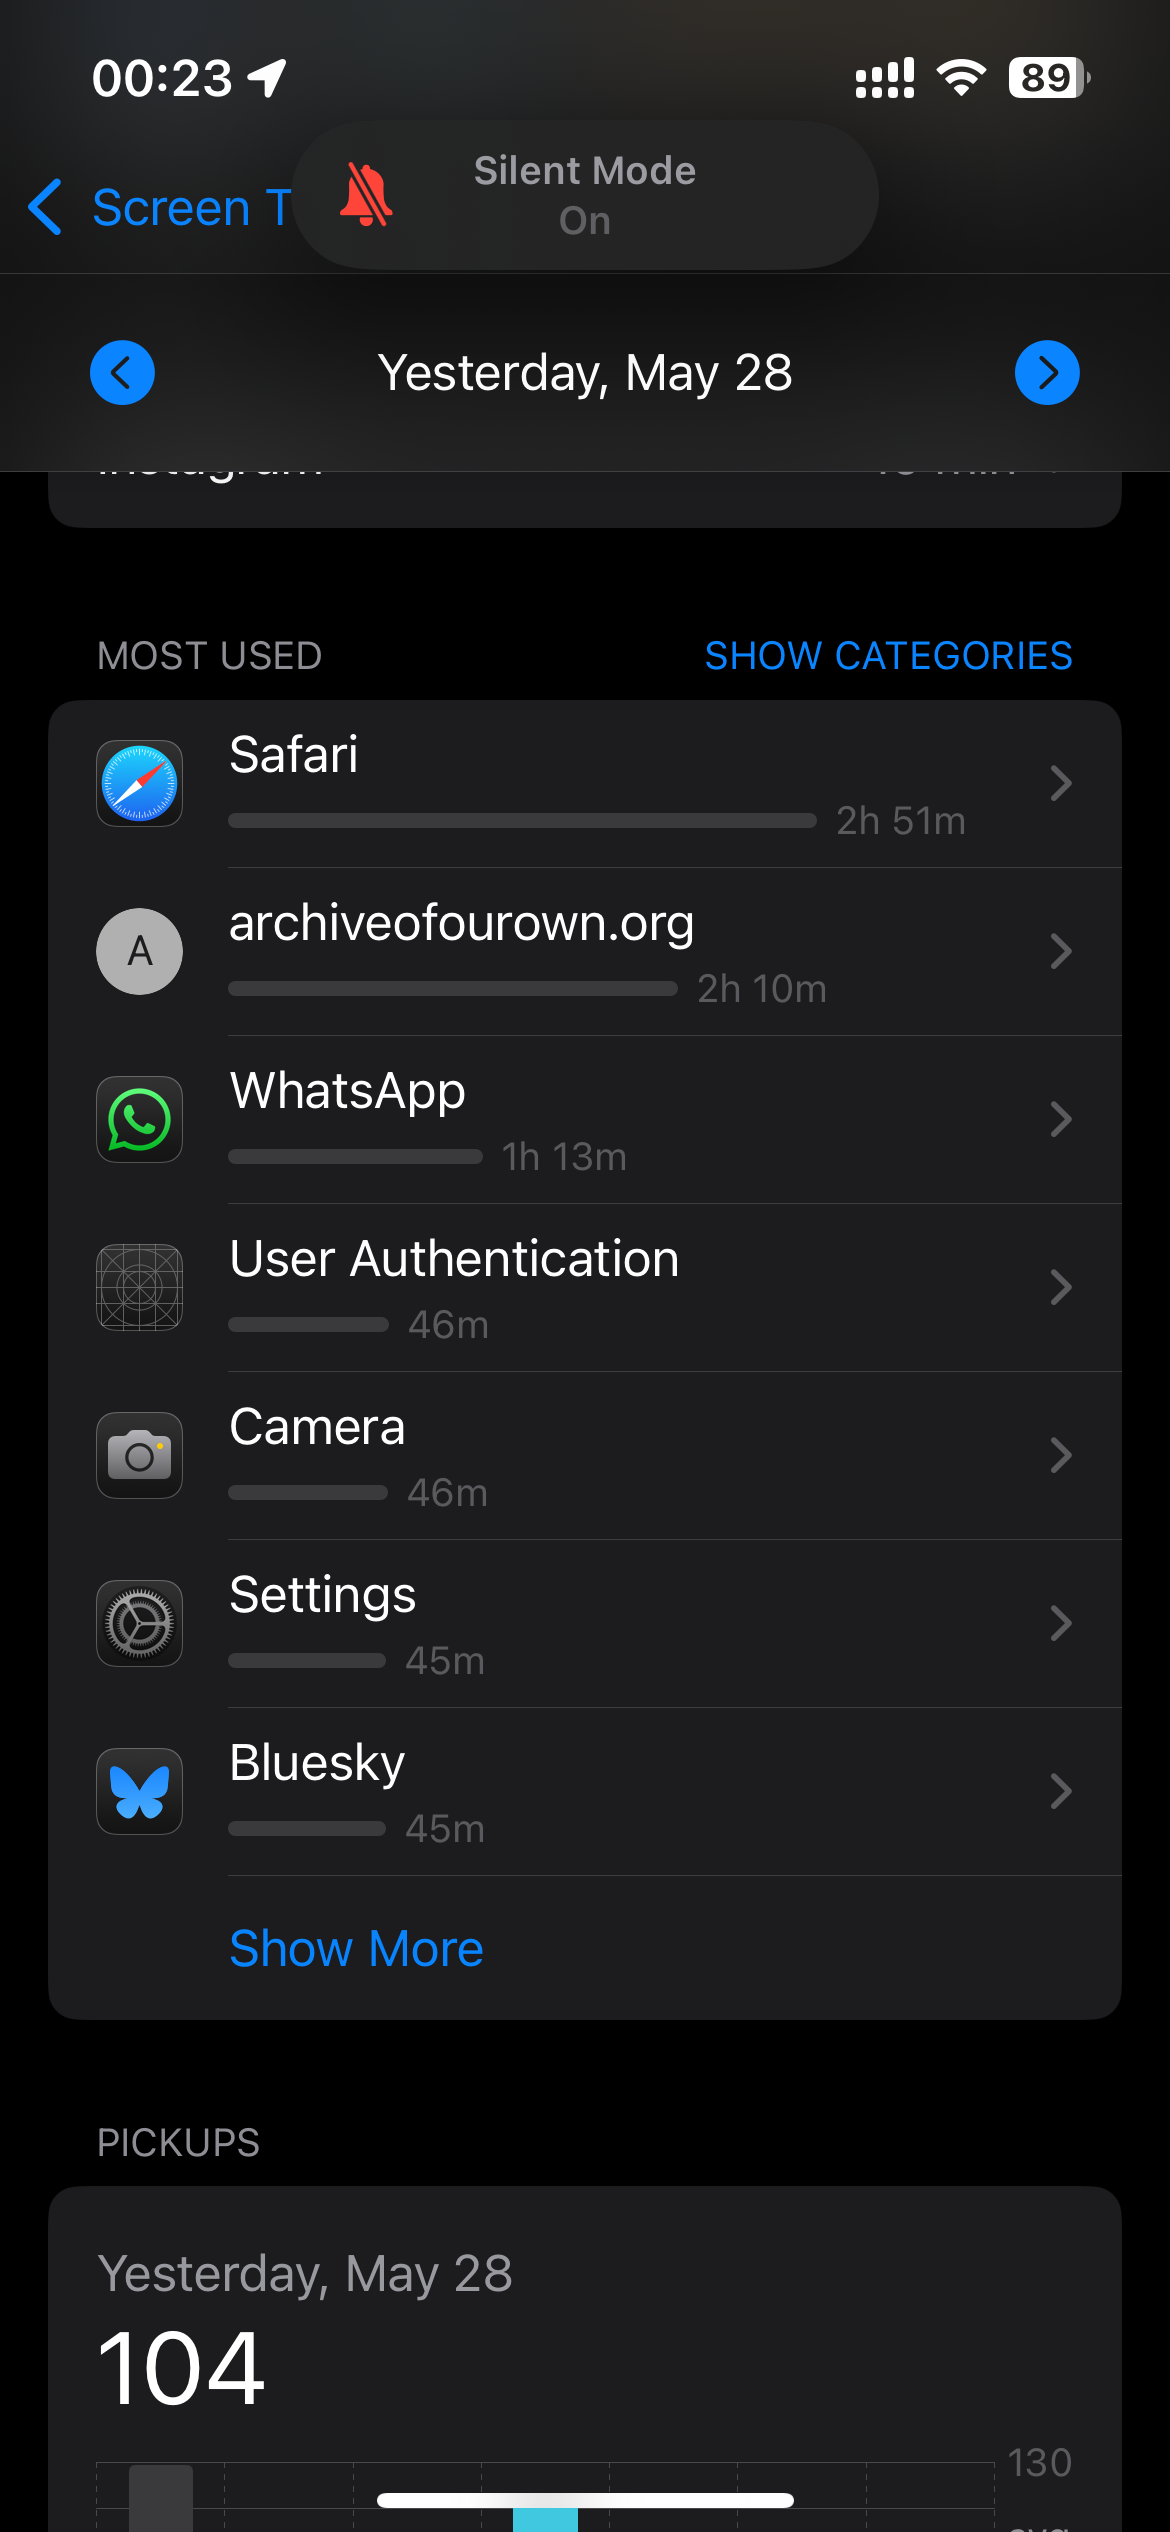 00:23
89
Silent Mode
On
Screen T
Yesterday, May 28
Instagram
MOST USED
SHOW CATEGORIES
Safari
2h 51m
A
archiveofourown.org
2h 10m
WhatsApp
1h 13m
User Authentication
46m
Camera
46m
Settings
45m
Bluesky
45m
Show More
PICKUPS
Yesterday, May 28
104
130